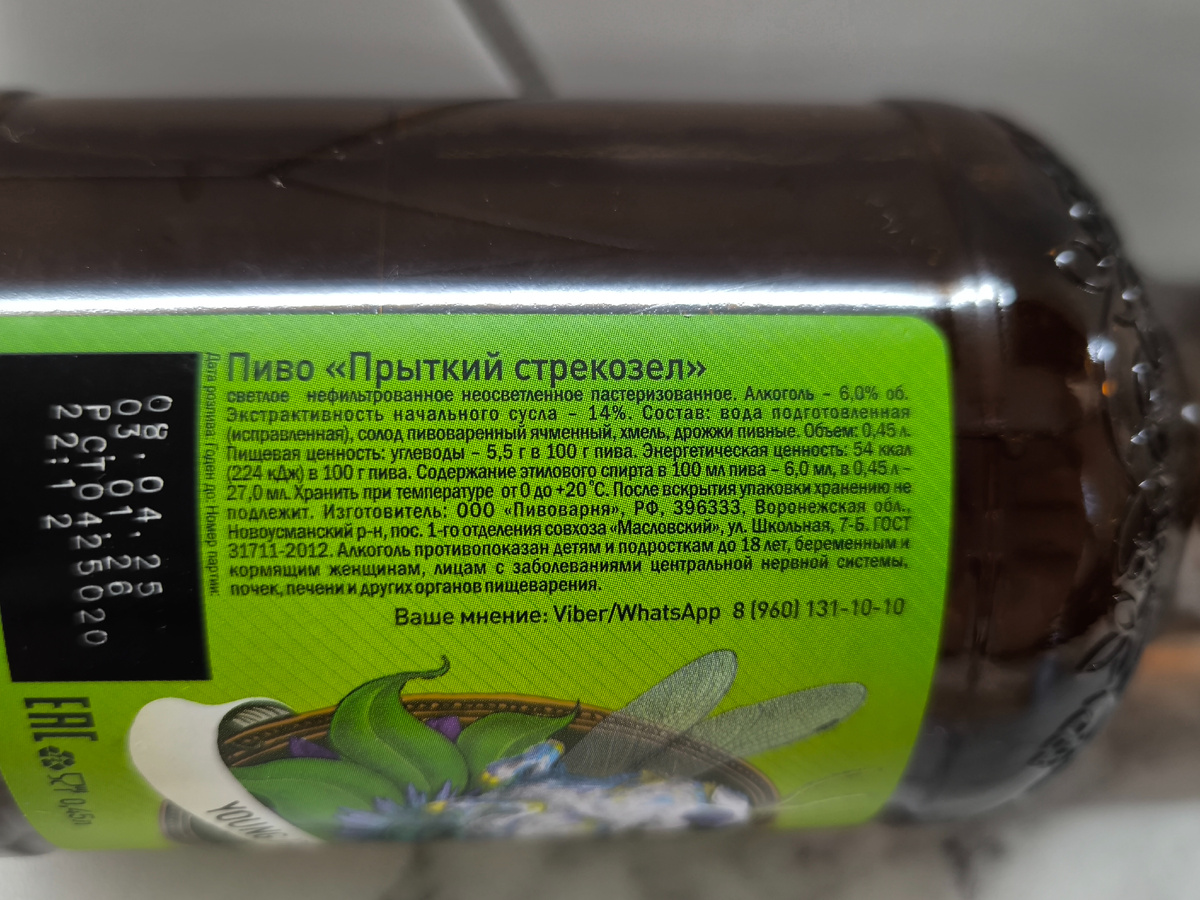 Пиво «Прыткий стрекозел»
светлое нефильтрованное неосветленное пастеризованное. Алкоголь – 6,0% об.
Экстрактивность начального сусла – 14%. Состав: вода подготовленная
(исправленная), солод пивоваренный ячменный, хмель, дрожжи пивные. Объем: 0,45 л.
Пищевая ценность: углеводы – 5,5 г в 100 г пива. Энергетическая ценность: 54 ккал
(224 кДж) в 100 г пива. Содержание этилового спирта в 100 мл пива – 6,0 мл, в 0,45 л –
27,0 мл. Хранить при температуре от 0 до +20 °С. После вскрытия упаковки хранению не
подлежит. Изготовитель: ООО «Пивоварня», РФ, 396333, Воронежская обл.,
Новоусманский р-н, пос. 1-го отделения совхоза «Масловский», ул. Школьная, 7-Б. ГОСТ
31711-2012. Алкоголь противопоказан детям и подросткам до 18 лет, беременным и
кормящим женщинам, лицам с заболеваниями центральной нервной системы,
почек, печени и других органов пищеварения.
Ваше мнение: Viber/WhatsApp 8 (960) 131-10-10
Дата розлива: Годен до: Номер партии:
08.04.25
03.01.26
Р Ст0425020
2211 2
ЕАС
77 0,45л
YOUNG